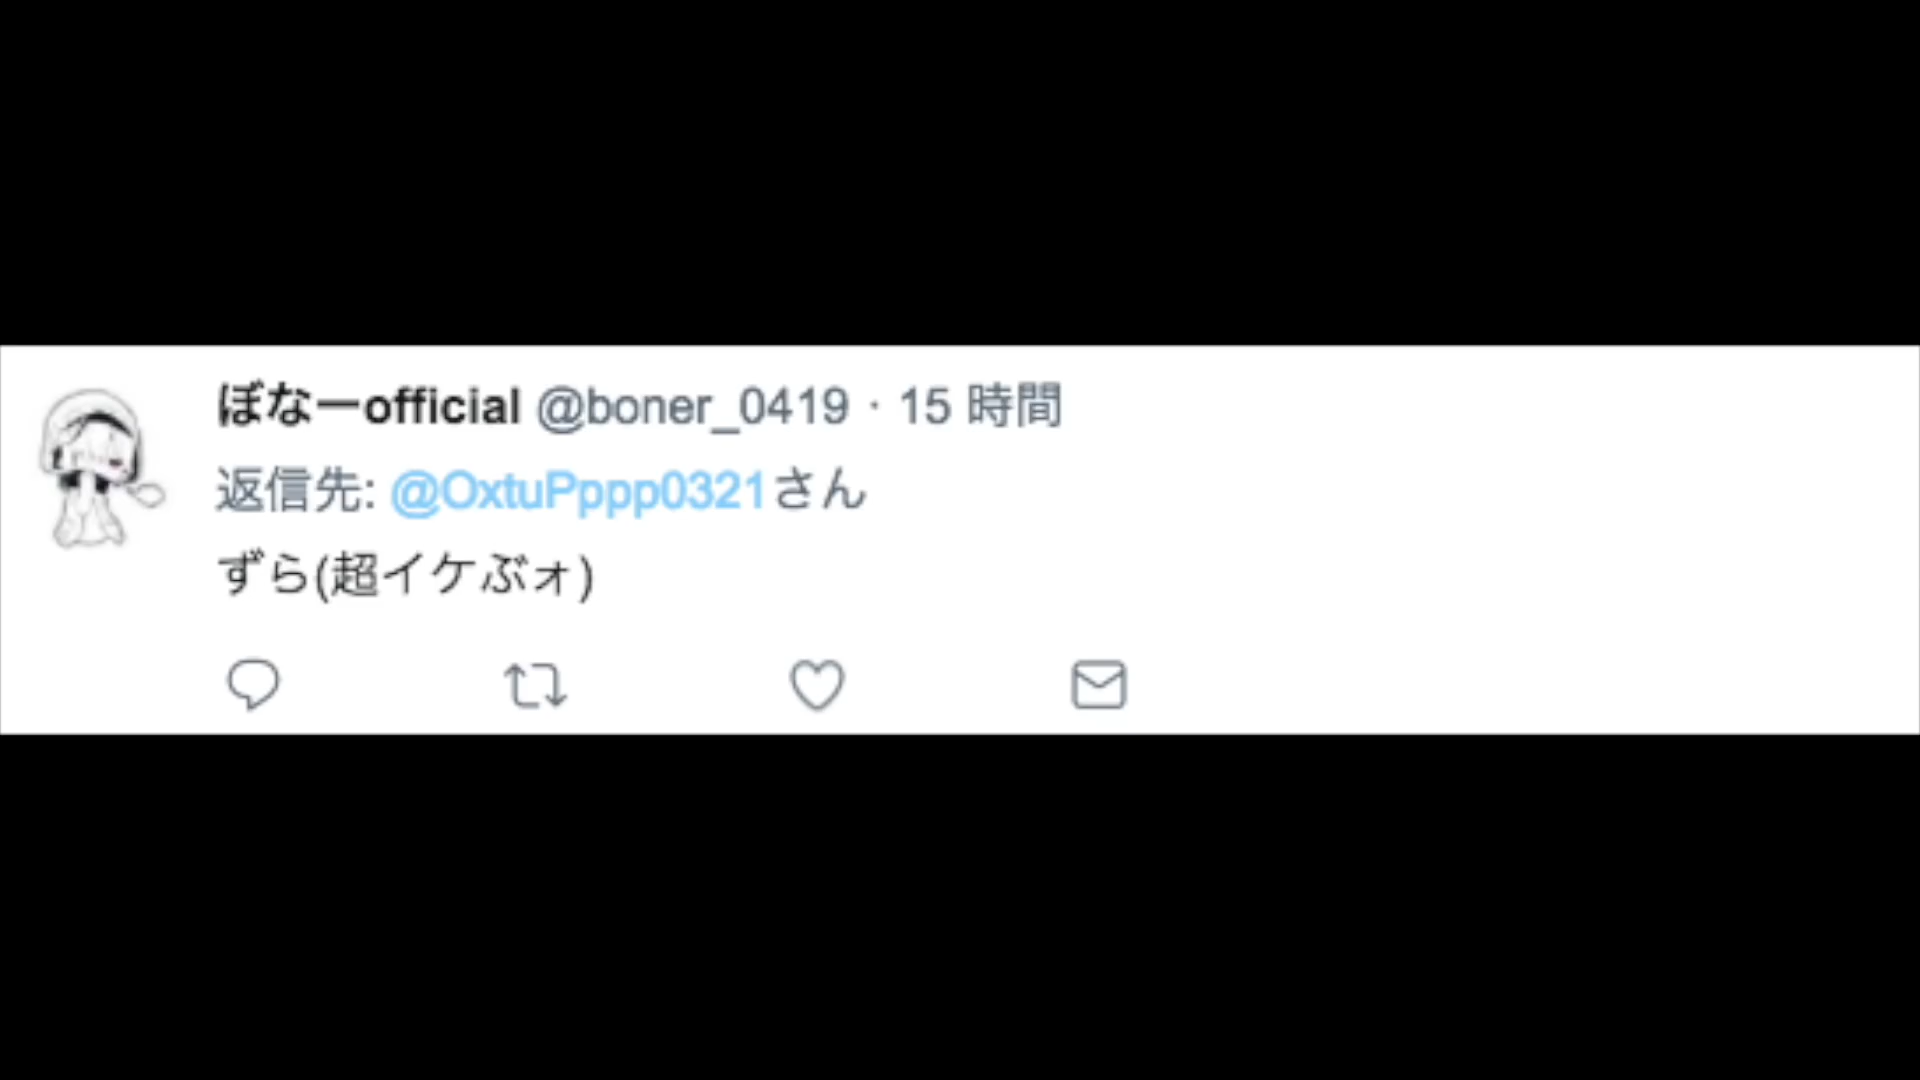 ぼなーofficial @boner_0419 · 15 時間
返信先: @OxtuPppp0321さん
ずら(超イケぶォ)